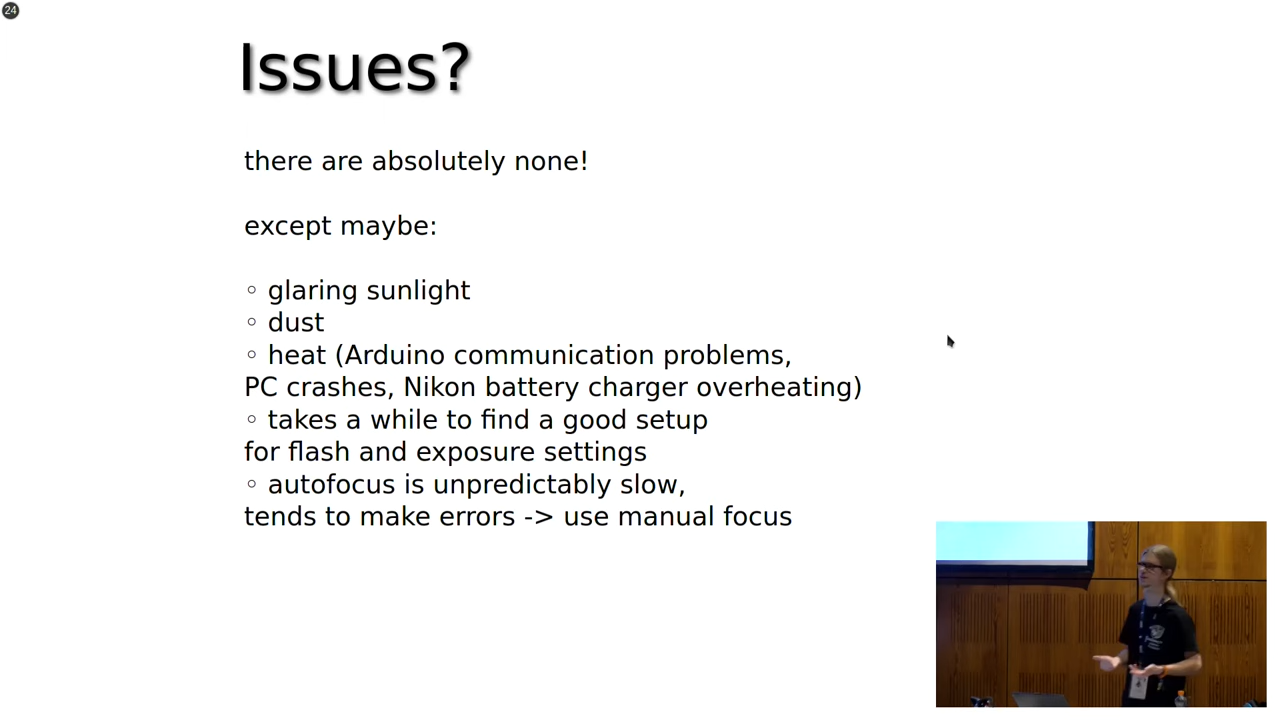 24
Issues?
there are absolutely none!
except maybe:
◦ glaring sunlight
◦ dust
◦ heat (Arduino communication problems,
PC crashes, Nikon battery charger overheating)
◦ takes a while to find a good setup
for flash and exposure settings
◦ autofocus is unpredictably slow,
tends to make errors -> use manual focus